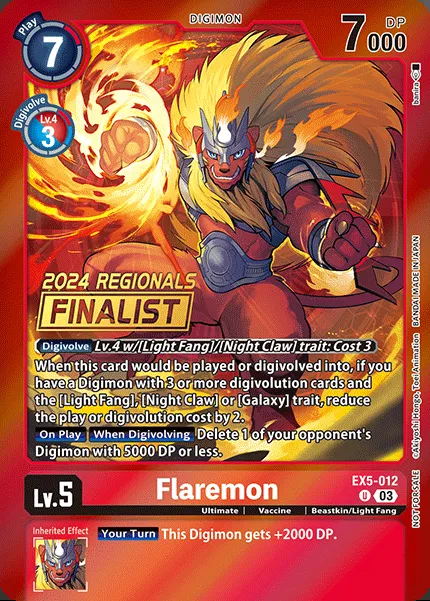 DIGIMON
Play
7
7000
DP
Digivolve
Lv.4
3
bantra
2024 REGIONALS
FINALIST
Digivolve Lv.4 w/[Light Fang]/[Night Claw] trait: Cost 3
When this card would be played or digivolved into, if you
have a Digimon with 3 or more digivolution cards and
the [Light Fang], [Night Claw] or [Galaxy] trait, reduce
the play or digivolution cost by 2.
On Play When Digivolving Delete 1 of your opponent's
Digimon with 5000 DP or less.
©Akiyoshi Hongo, Toei Animation BANDAI MADE IN JAPAN
NOT FOR SALE
Lv.5
Flaremon
EX5-012
U 03
Ultimate | Vaccine | Beastkin/Light Fang
Inherited Effect
Your Turn This Digimon gets +2000 DP.